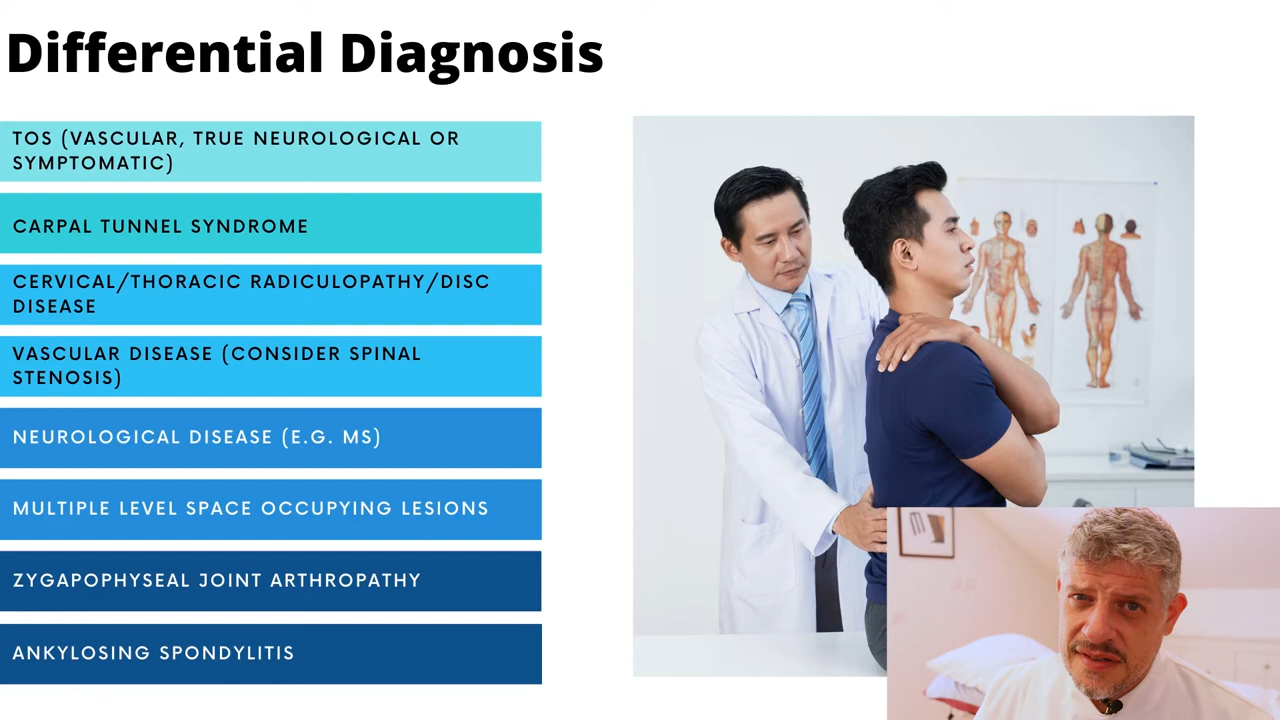 Differential Diagnosis
TOS (VASCULAR, TRUE NEUROLOGICAL OR
SYMPTOMATIC)
CARPAL TUNNEL SYNDROME
CERVICAL/THORACIC RADICULOPATHY/DISC
DISEASE
VASCULAR DISEASE (CONSIDER SPINAL
STENOSIS)
NEUROLOGICAL DISEASE (E.G. MS)
MULTIPLE LEVEL SPACE OCCUPYING LESIONS
ZYGAPOPHYSEAL JOINT ARTHROPATHY
ANKYLOSING SPONDYLITIS